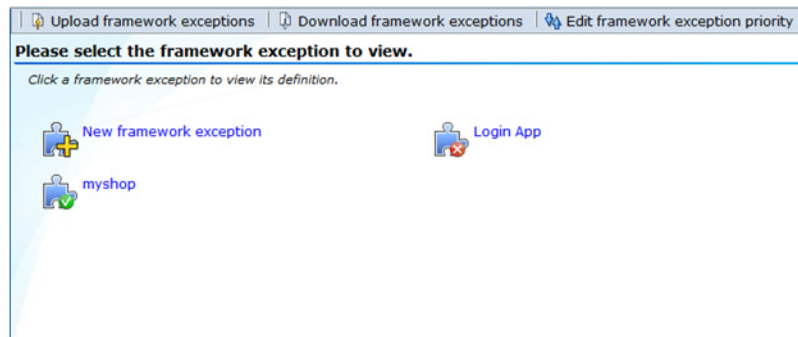 Upload framework exceptions Download framework exceptions Edit framework exception priority
Please select the framework exception to view.
Click a framework exception to view its definition.
New framework exception Login App
myshop